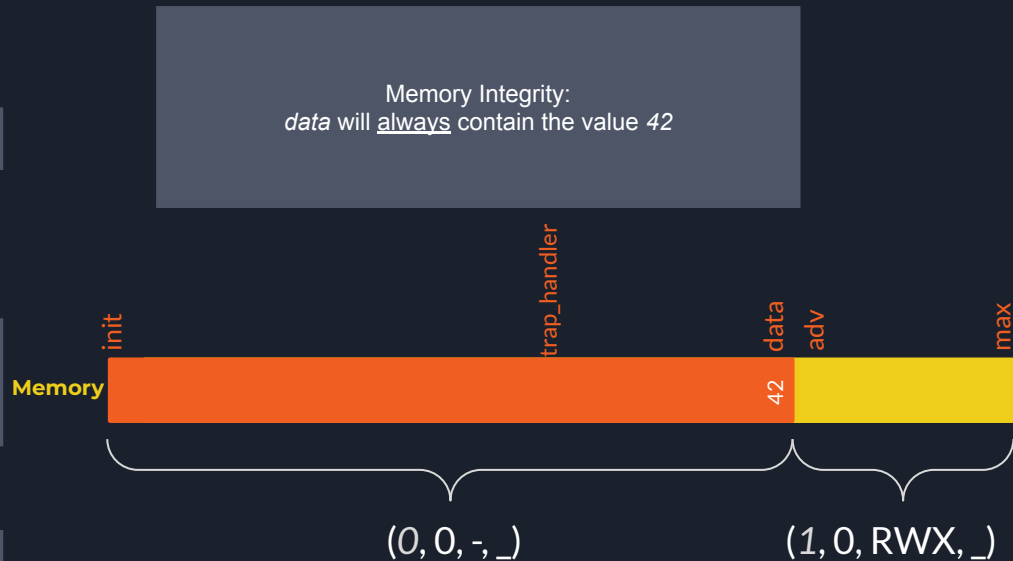 Memory Integrity:
data will always contain the value 42
init
trap_handler
data
adv
max
Memory
42
(0, 0, -, _)
(1, 0, RWX, _)